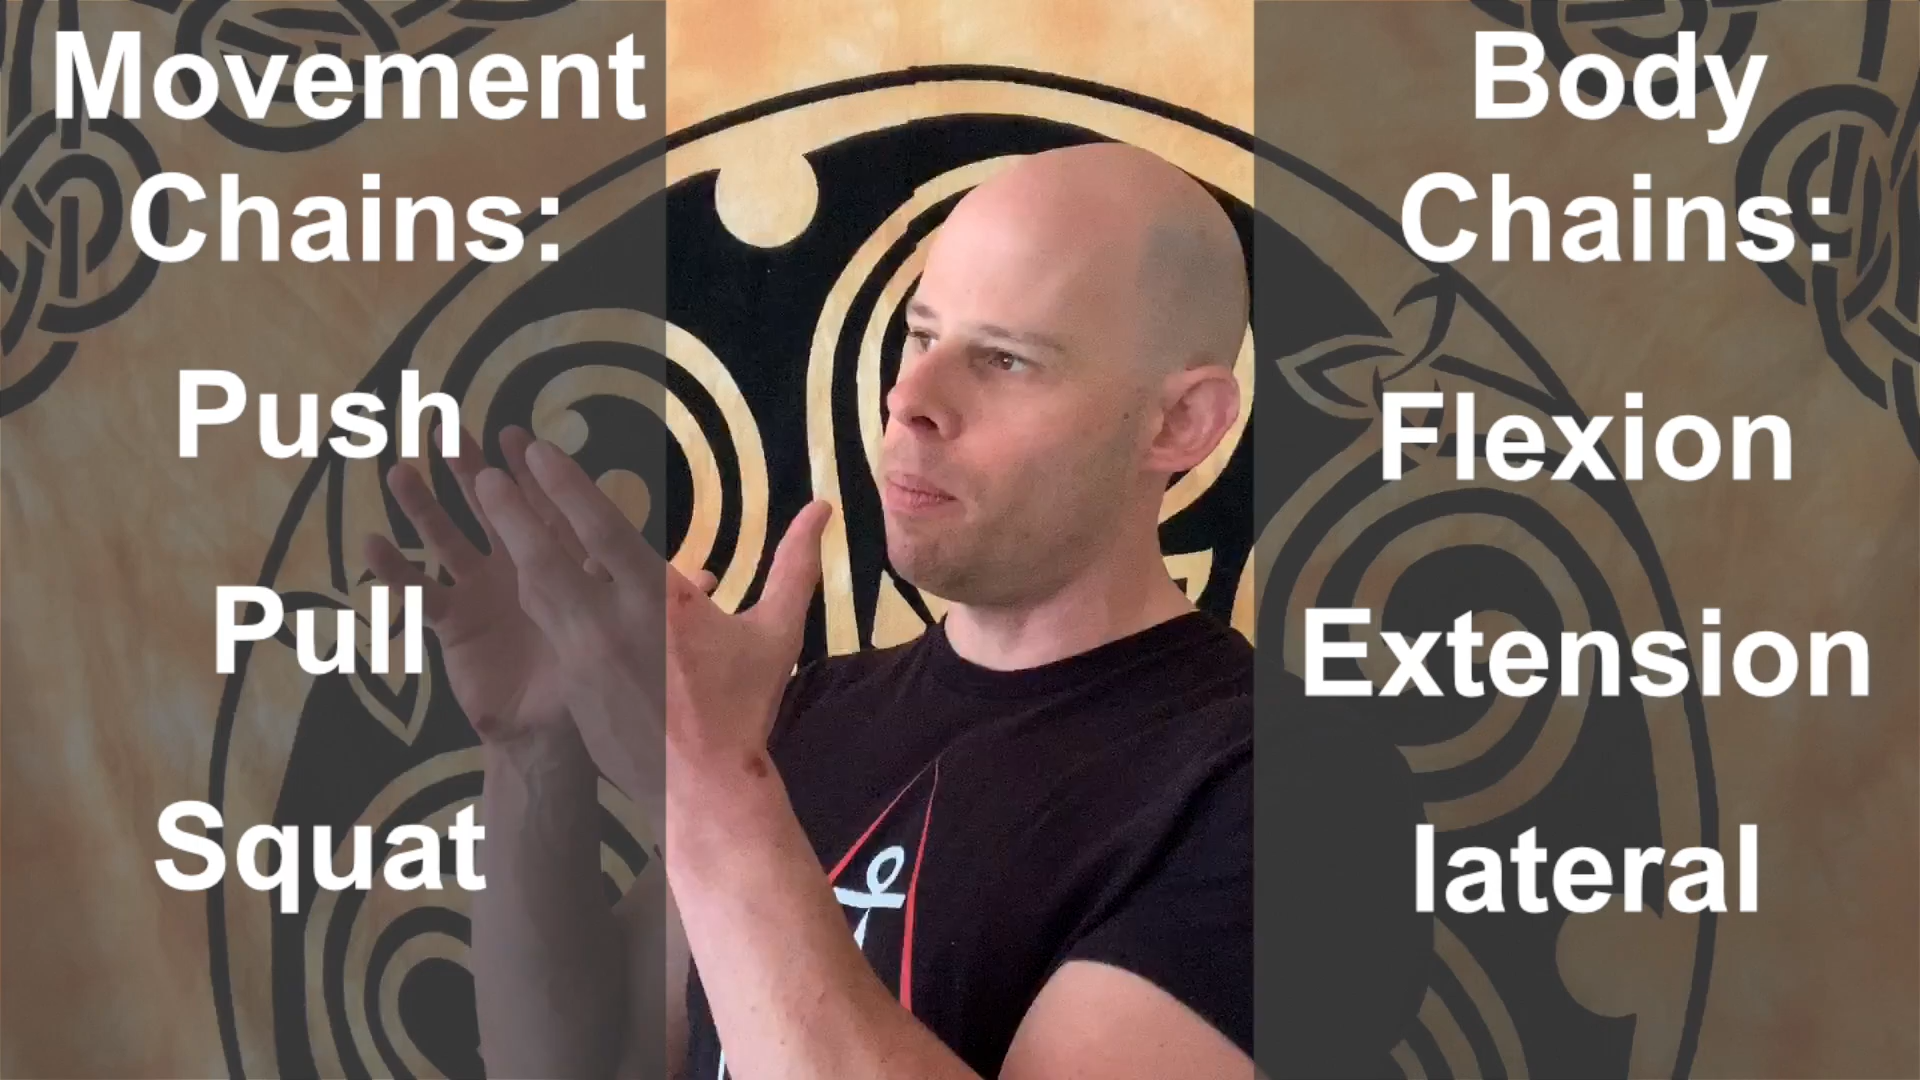 Movement
Chains:
Push
Pull
Squat
Body
Chains:
Flexion
Extension
lateral